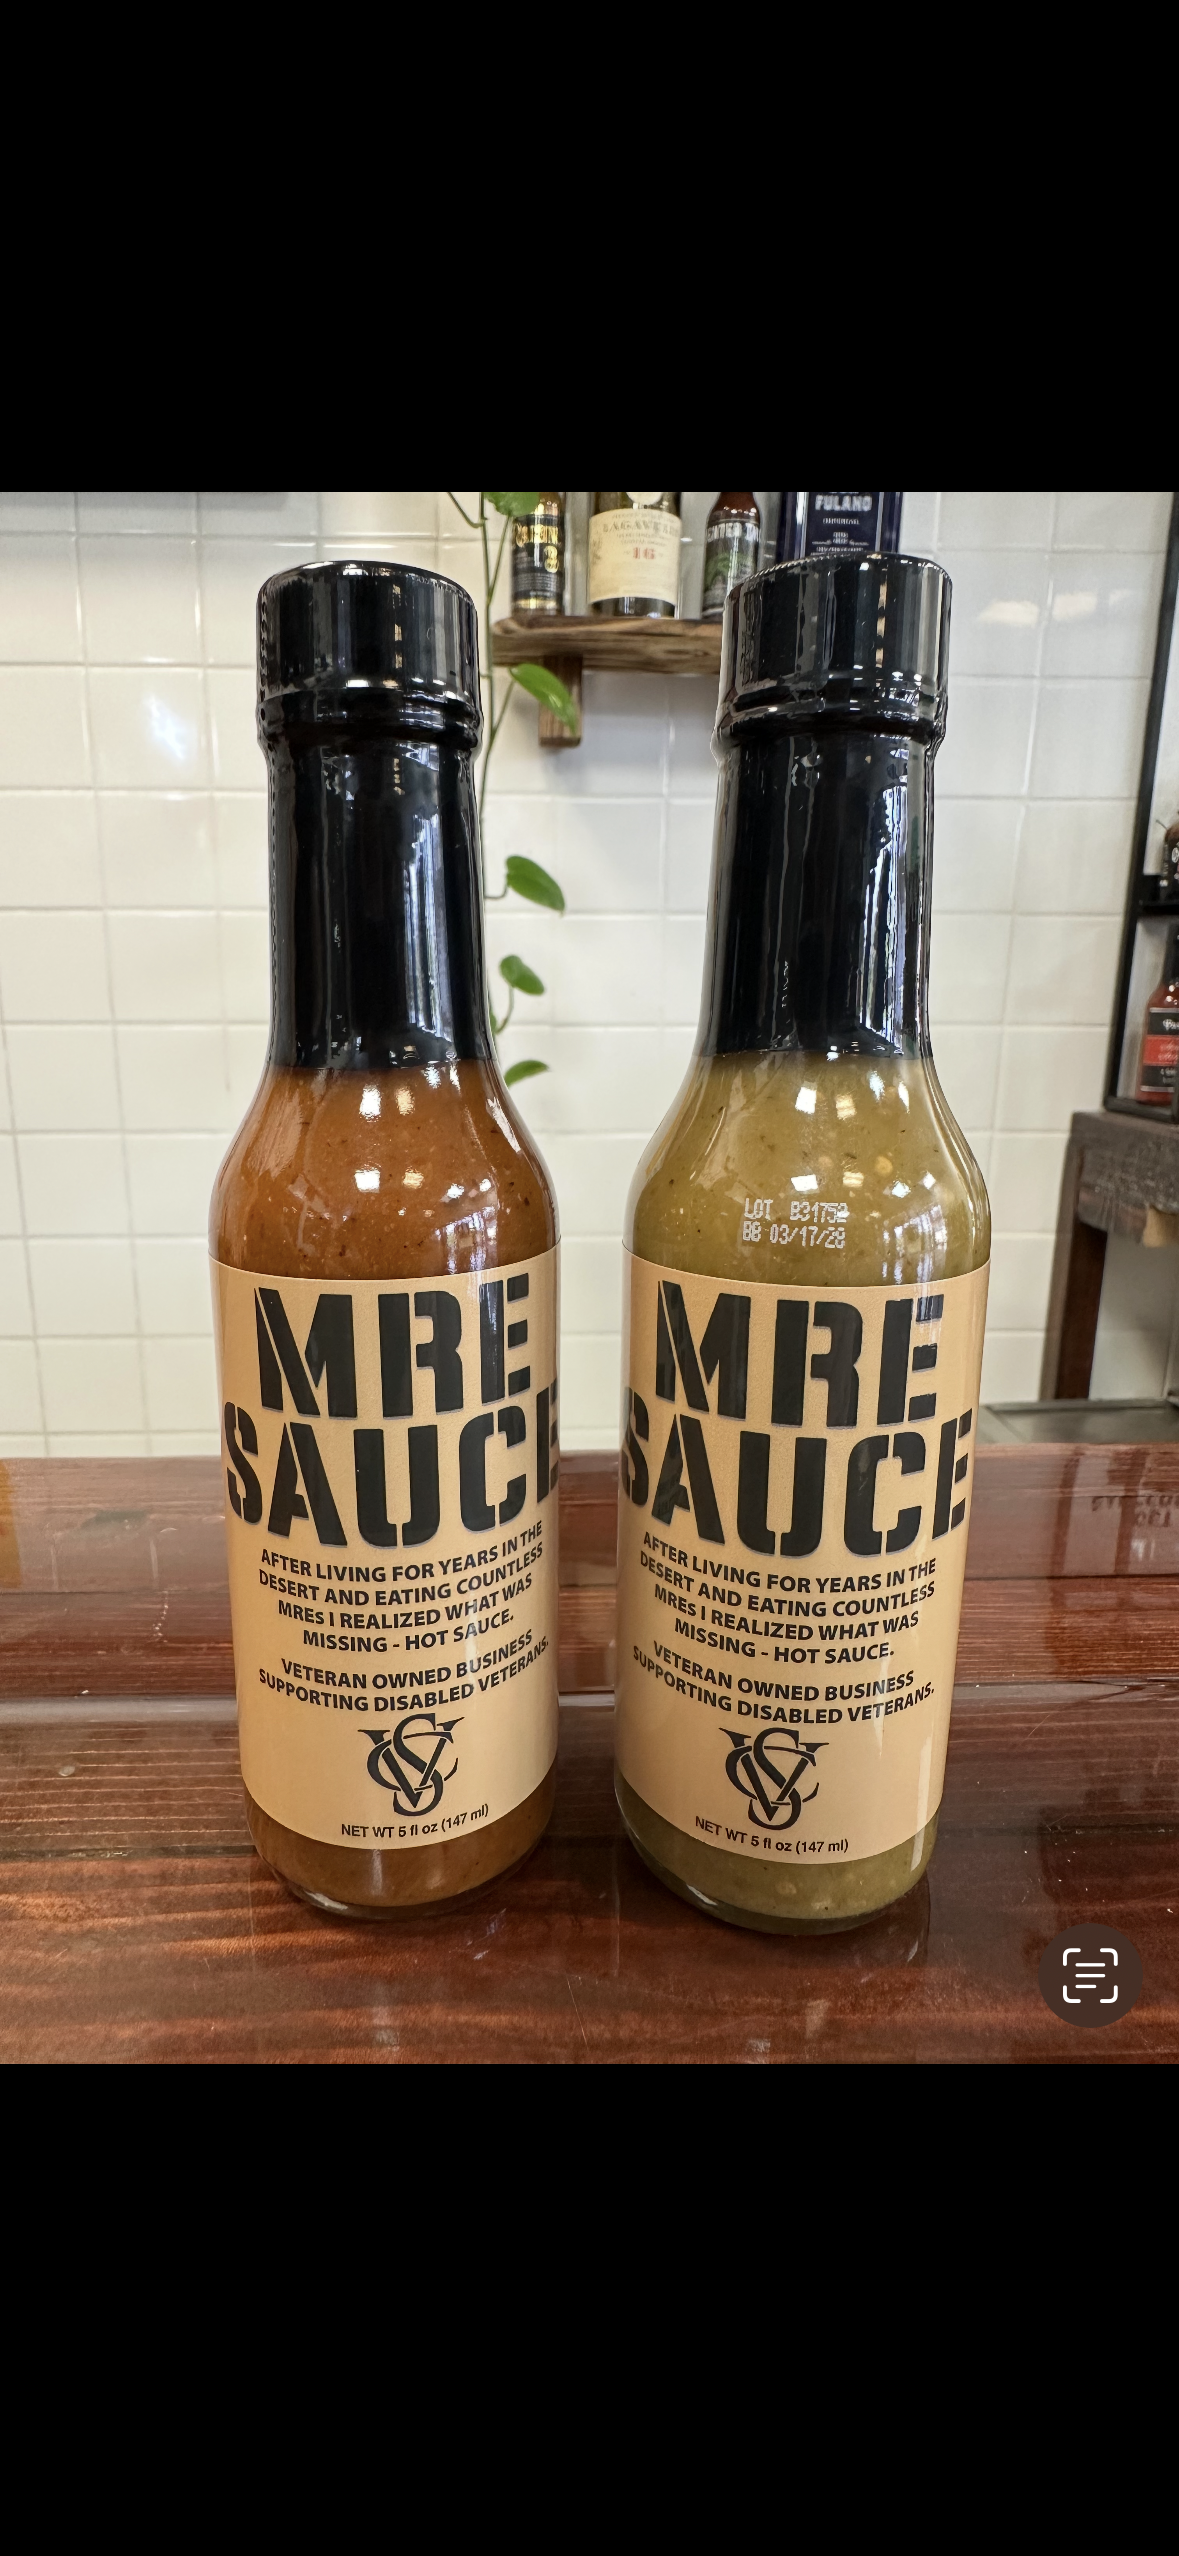 FULANO
16
MRE
SAUCE
AFTER LIVING FOR YEARS IN THE
DESERT AND EATING COUNTLESS
MRES I REALIZED WHAT WAS
MISSING - HOT SAUCE.
VETERAN OWNED BUSINESS
SUPPORTING DISABLED VETERANS.
NET WT 5 fl oz (147 ml)
LOT B31752
BB 03/17/28
MRE
SAUCE
AFTER LIVING FOR YEARS IN THE
DESERT AND EATING COUNTLESS
MRES I REALIZED WHAT WAS
MISSING - HOT SAUCE.
VETERAN OWNED BUSINESS
SUPPORTING DISABLED VETERANS.
NET WT 5 fl oz (147 ml)